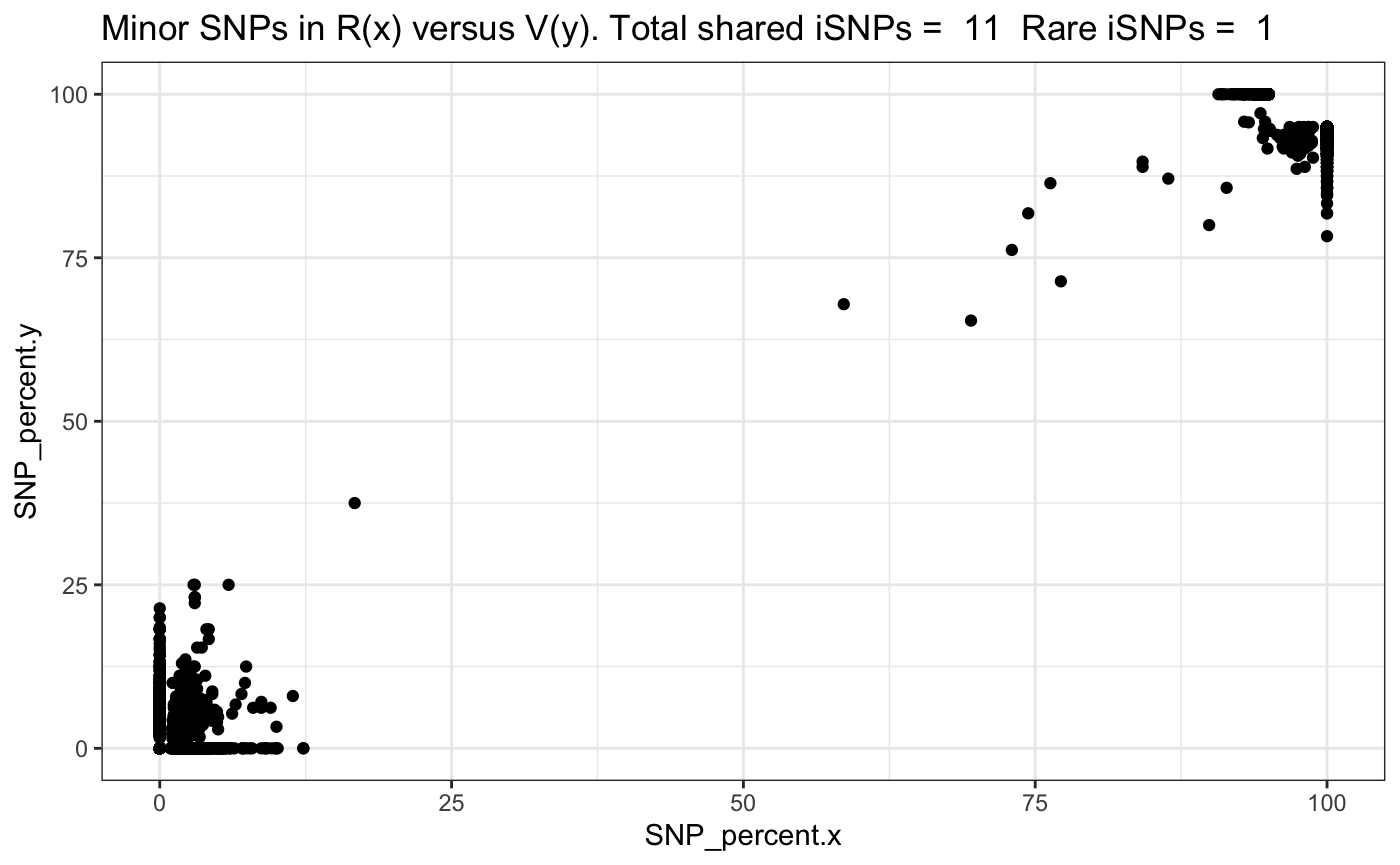 Minor SNPs in R(x) versus V(y). Total shared iSNPs =  11  Rare iSNPs =  1
100
75
50
25
0
SNP_percent.y
0 25 50 75 100
SNP_percent.x